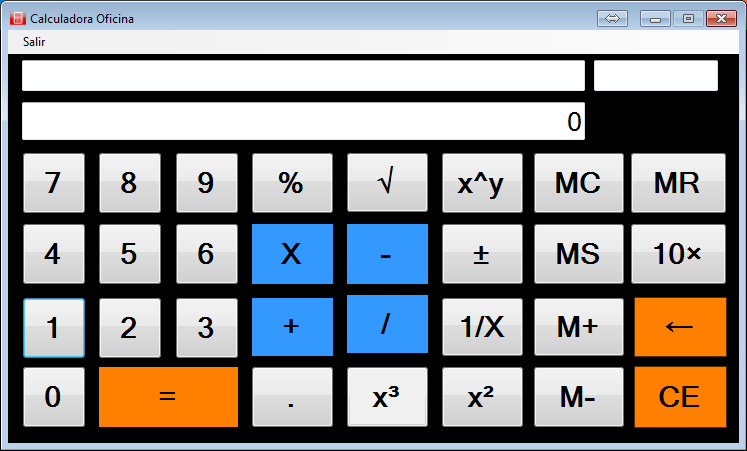 Calculadora Oficina
Salir
0
7 8 9 % √ x^y MC MR
4 5 6 X - ± MS 10×
1 2 3 + / 1/X M+ ←
0 = . x³ x² M- CE